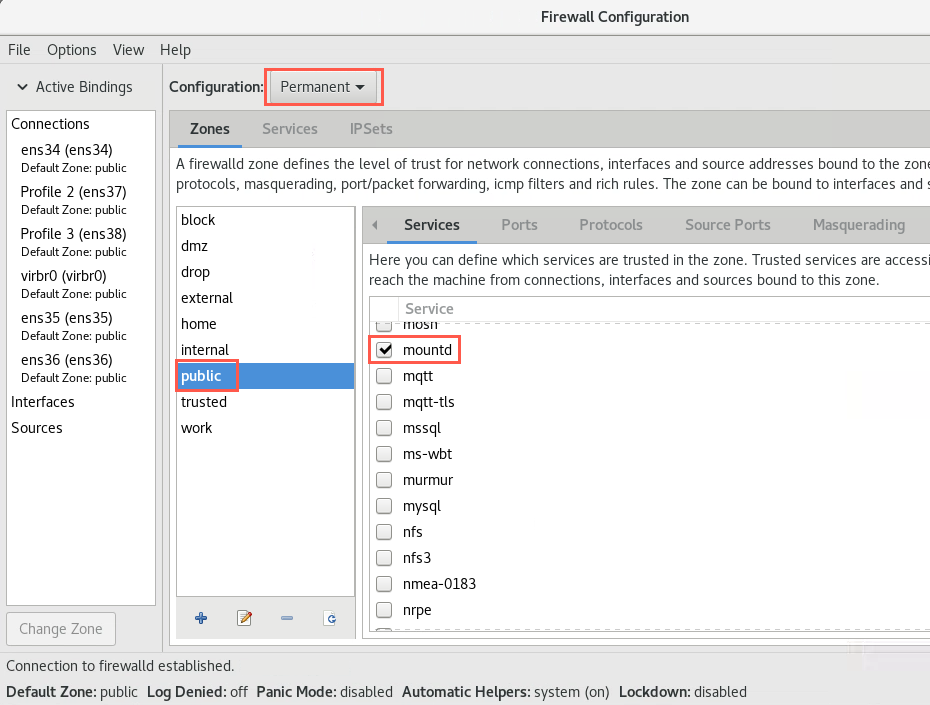 Firewall Configuration
File Options View Help
Active Bindings
Configuration: Permanent
Connections
ens34 (ens34)
Default Zone: public
Profile 2 (ens37)
Default Zone: public
Profile 3 (ens38)
Default Zone: public
virbr0 (virbr0)
Default Zone: public
ens35 (ens35)
Default Zone: public
ens36 (ens36)
Default Zone: public
Interfaces
Sources
Change Zone
Zones Services IPSets
A firewalld zone defines the level of trust for network connections, interfaces and source addresses bound to the zone
protocols, masquerading, port/packet forwarding, icmp filters and rich rules. The zone can be bound to interfaces and s
block
dmz
drop
external
home
internal
public
trusted
work
Services Ports Protocols Source Ports Masquerading
Here you can define which services are trusted in the zone. Trusted services are accessi
reach the machine from connections, interfaces and sources bound to this zone.
Service
mosh
mountd
mqtt
mqtt-tls
mssql
ms-wbt
murmur
mysql
nfs
nfs3
nmea-0183
nrpe
Connection to firewalld established.
Default Zone: public Log Denied: off Panic Mode: disabled Automatic Helpers: system (on) Lockdown: disabled